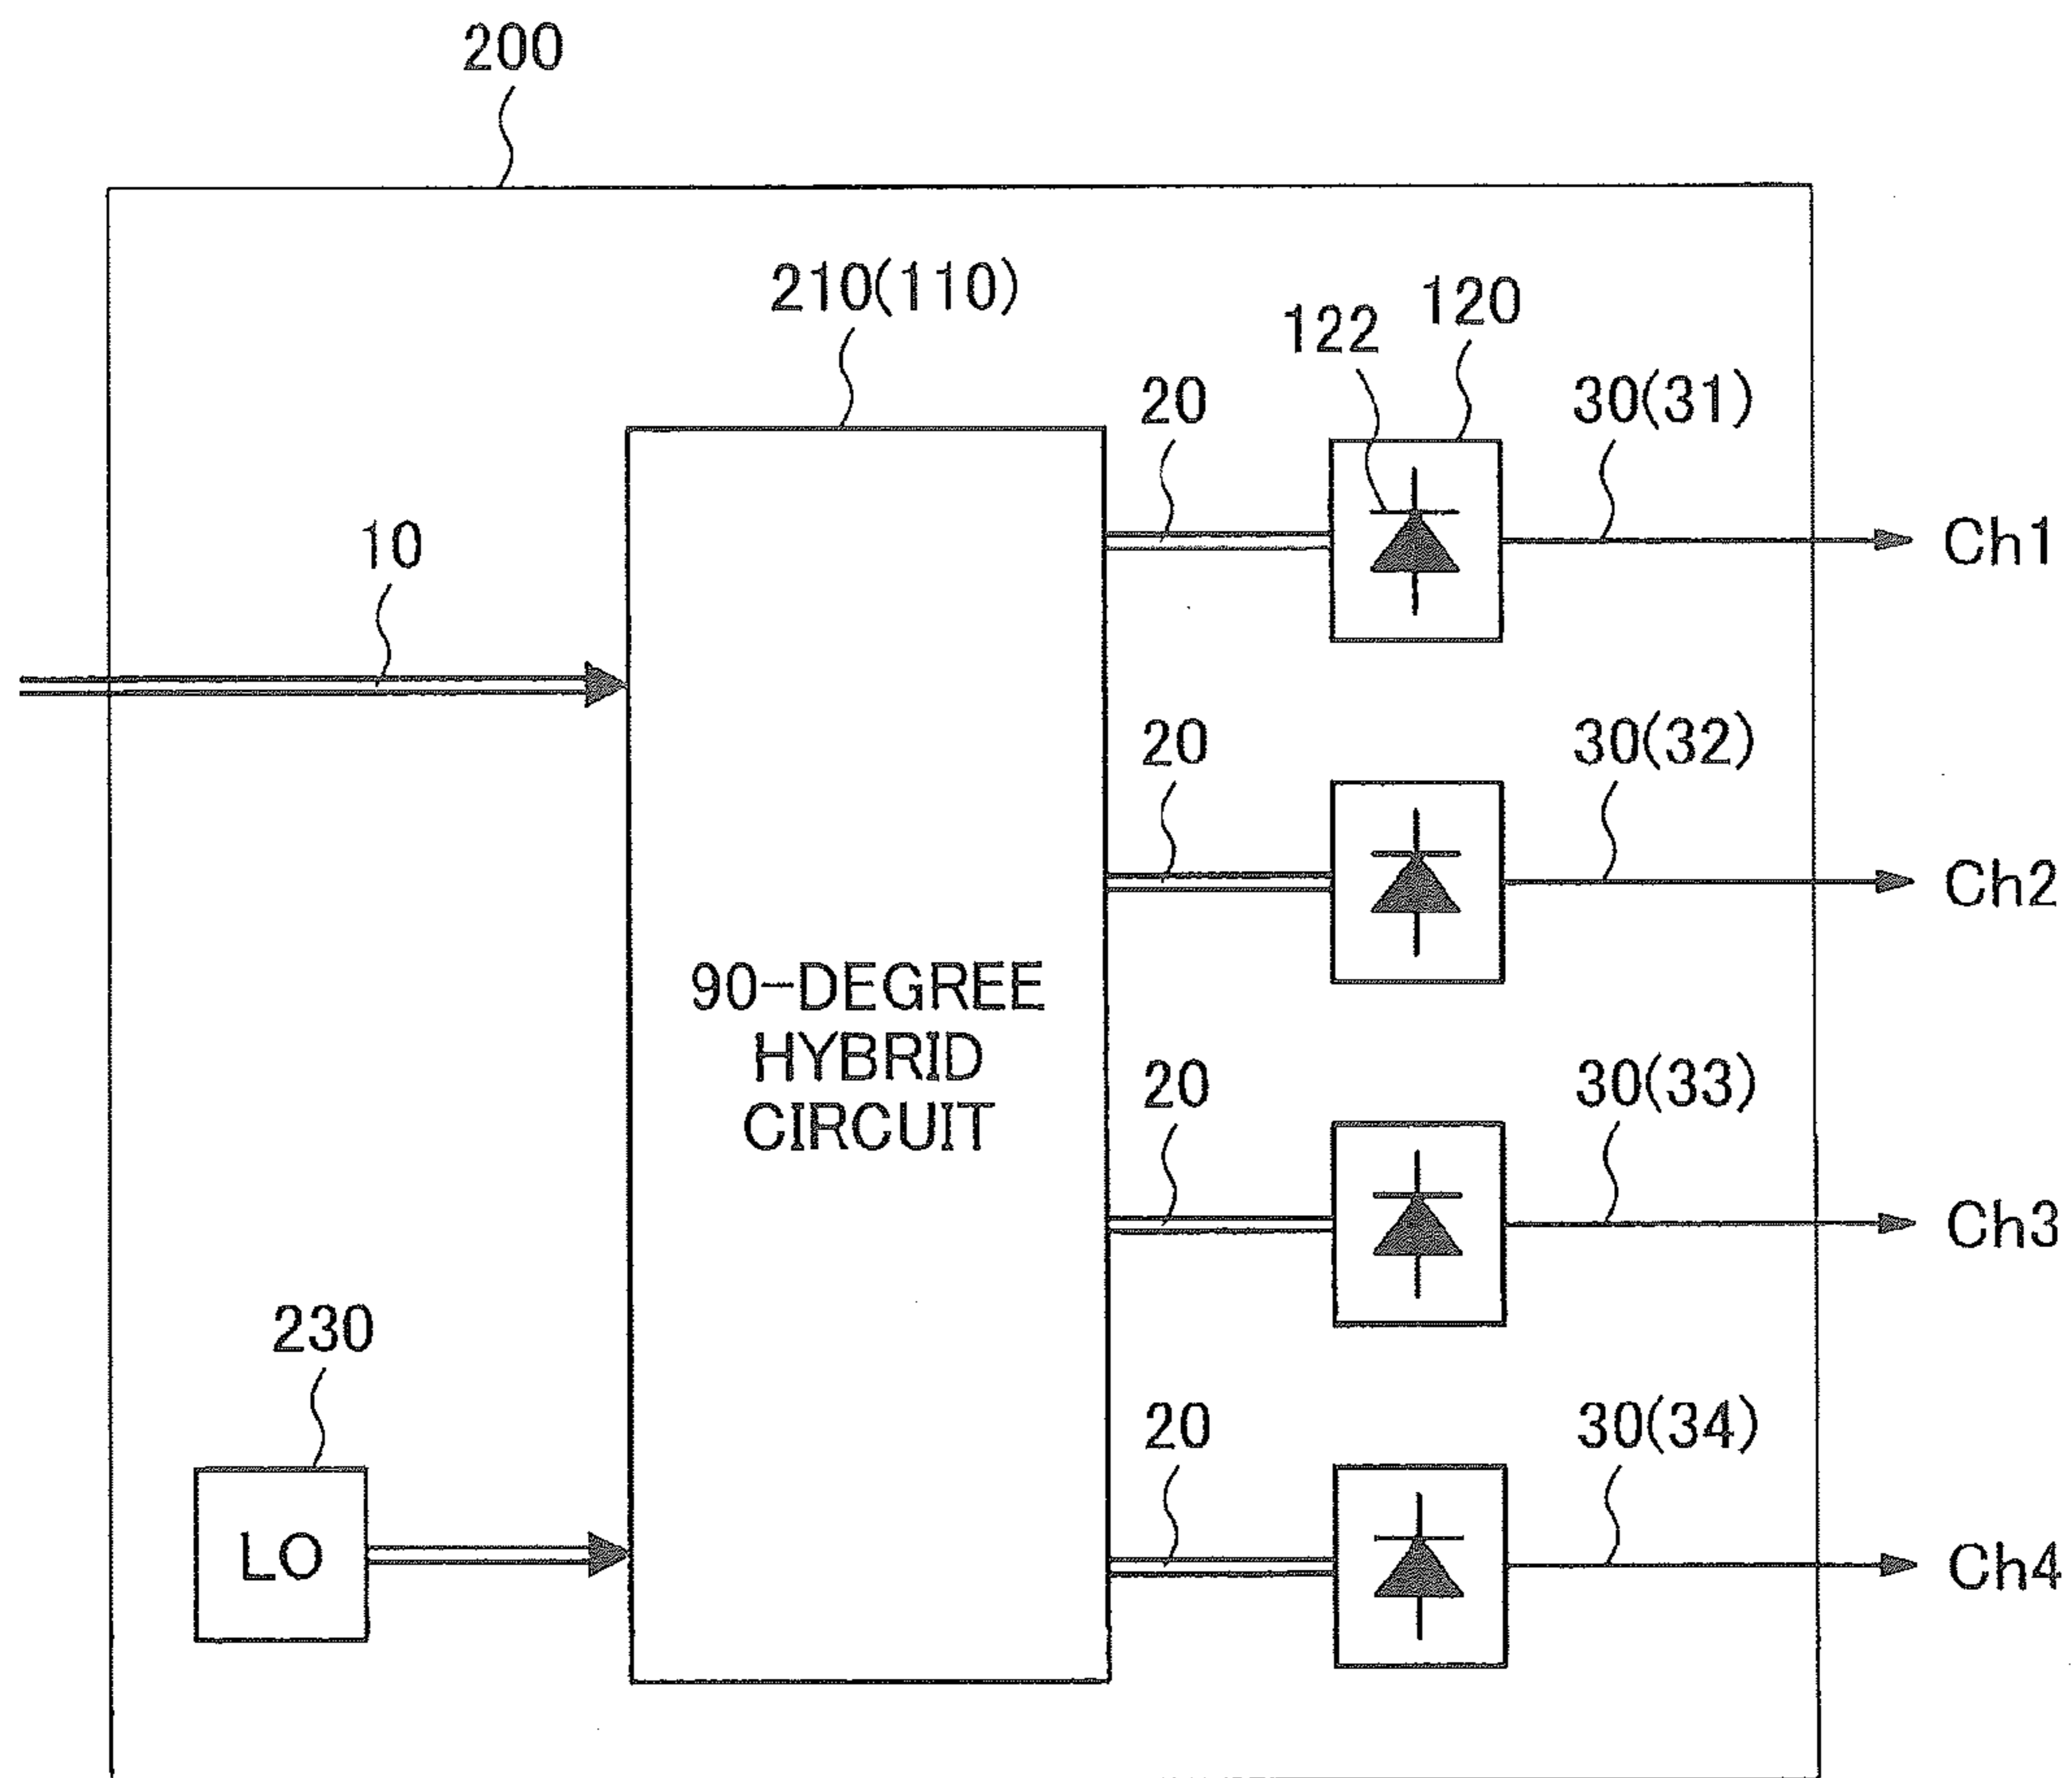 200
210(110)
122
120
20
30(31)
Ch1
10
20
30(32)
Ch2
90-DEGREE
HYBRID
CIRCUIT
20
30(33)
Ch3
230
LO
20
30(34)
Ch4